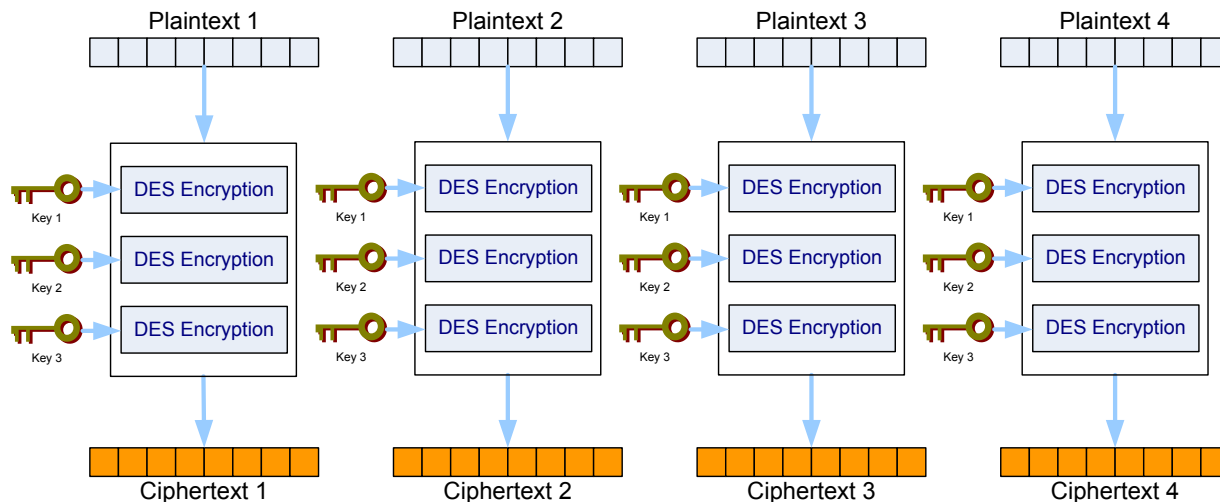 Plaintext 1
Plaintext 2
Plaintext 3
Plaintext 4
DES Encryption
DES Encryption
DES Encryption
DES Encryption
Key 1
Key 1
Key 1
Key 1
DES Encryption
DES Encryption
DES Encryption
DES Encryption
Key 2
Key 2
Key 2
Key 2
DES Encryption
DES Encryption
DES Encryption
DES Encryption
Key 3
Key 3
Key 3
Key 3
Ciphertext 1
Ciphertext 2
Ciphertext 3
Ciphertext 4